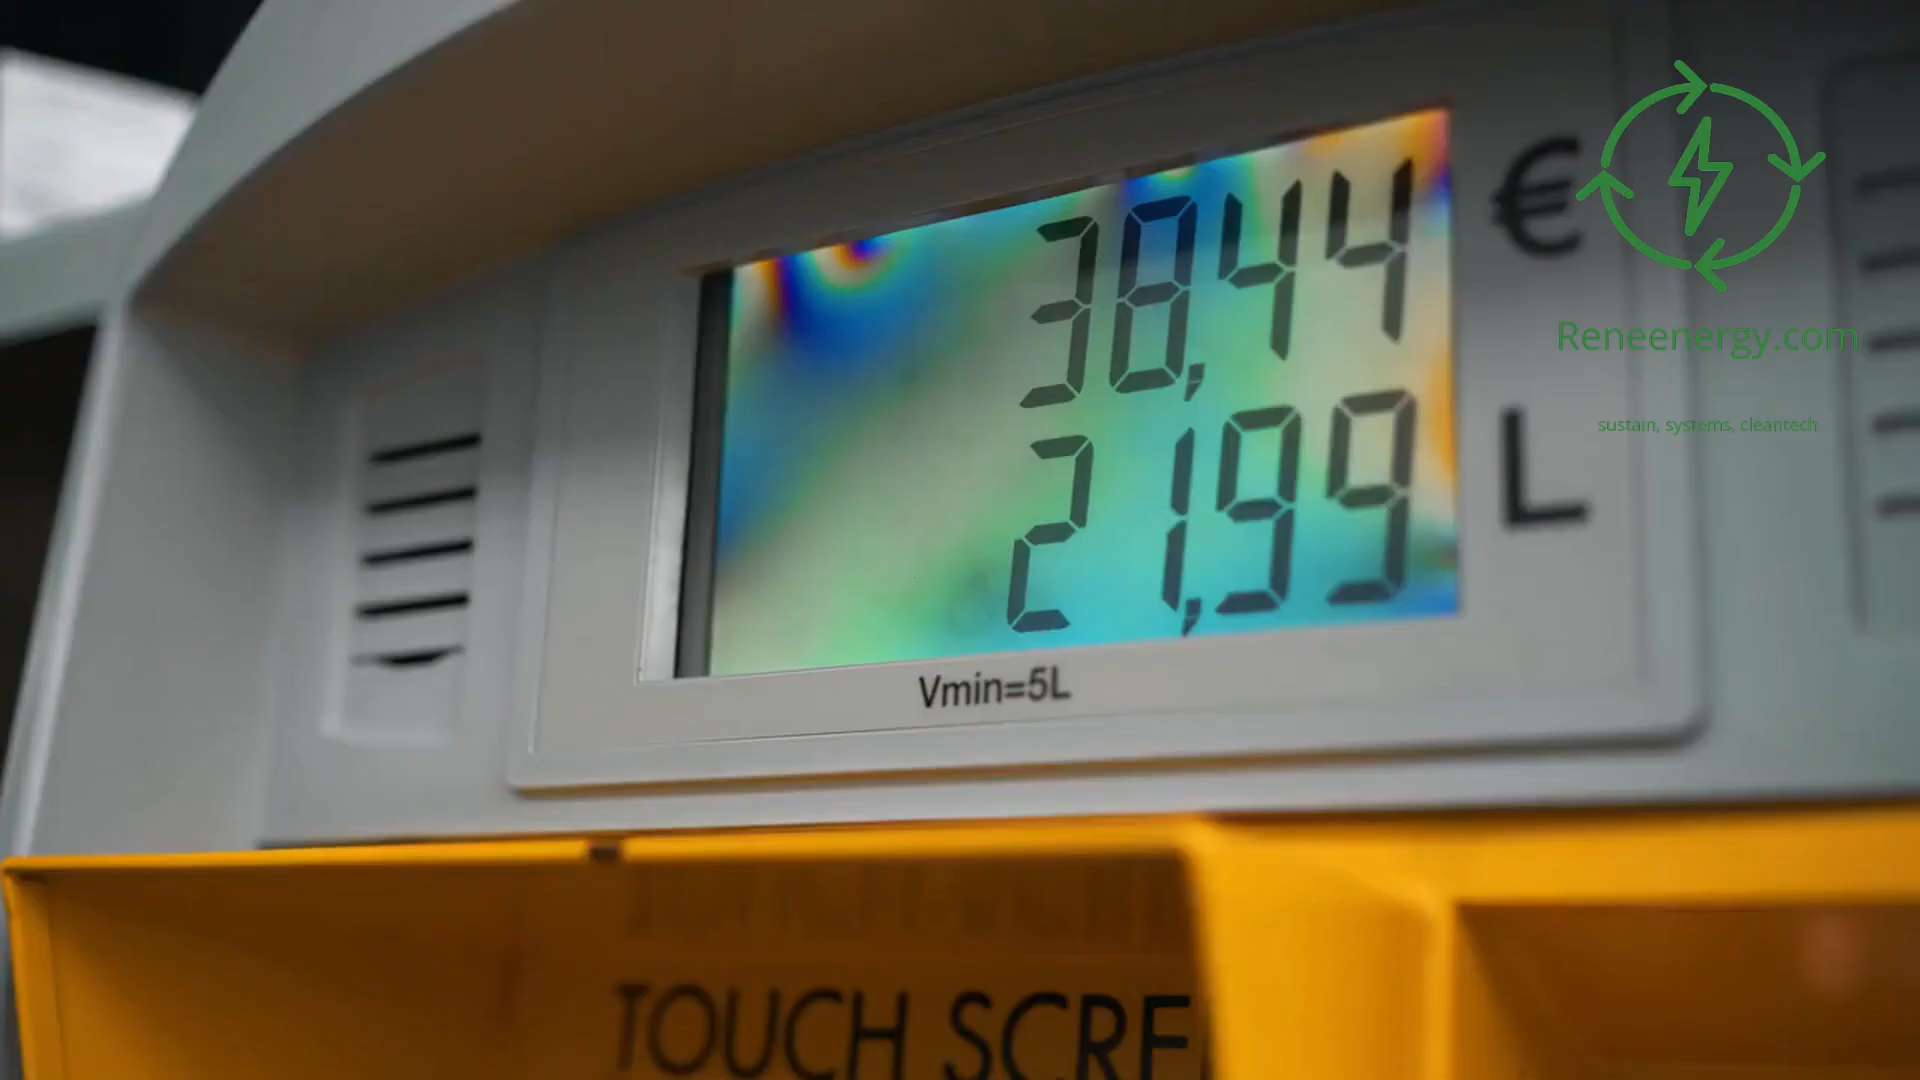 38,44 €
21,99 L
Vmin=5L
TOUCH SCRE
Reneenergy.com
sustain, systems, cleantech